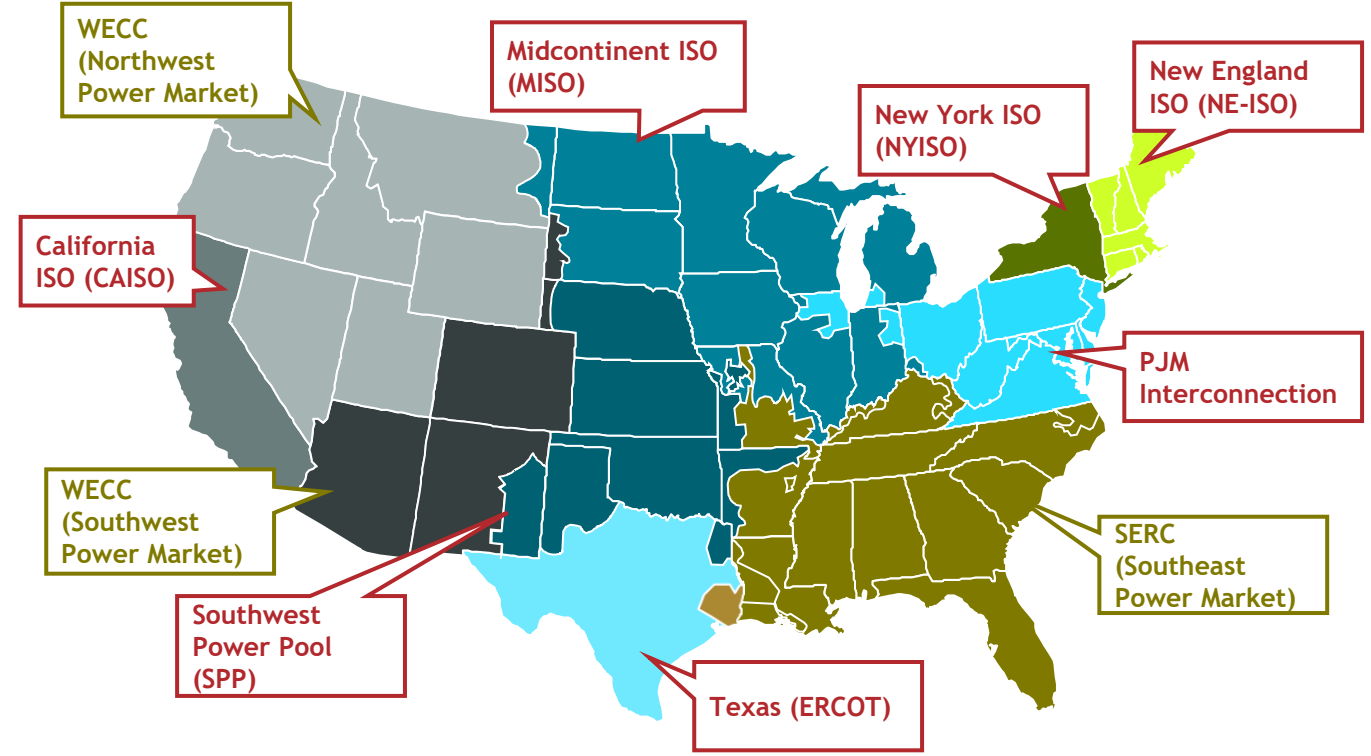 WECC
(Northwest
Power Market)
Midcontinent ISO
(MISO)
New England
ISO (NE-ISO)
New York ISO
(NYISO)
California
ISO (CAISO)
PJM
Interconnection
WECC
(Southwest
Power Market)
SERC
(Southeast
Power Market)
Southwest
Power Pool
(SPP)
Texas (ERCOT)